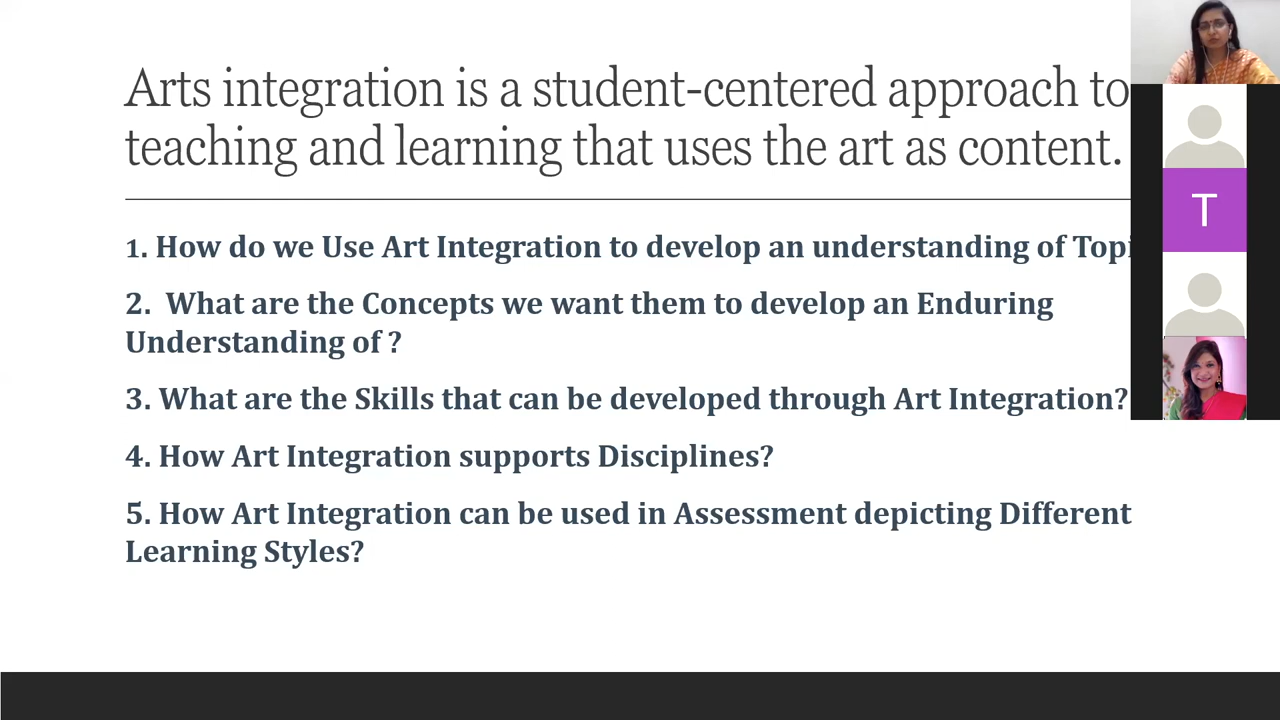 Arts integration is a student-centered approach to
teaching and learning that uses the art as content.
1. How do we Use Art Integration to develop an understanding of
2. What are the Concepts we want them to develop an Enduring
Understanding of ?
3. What are the Skills that can be developed through Art Integration?
4. How Art Integration supports Disciplines?
5. How Art Integration can be used in Assessment depicting Different
Learning Styles?
T